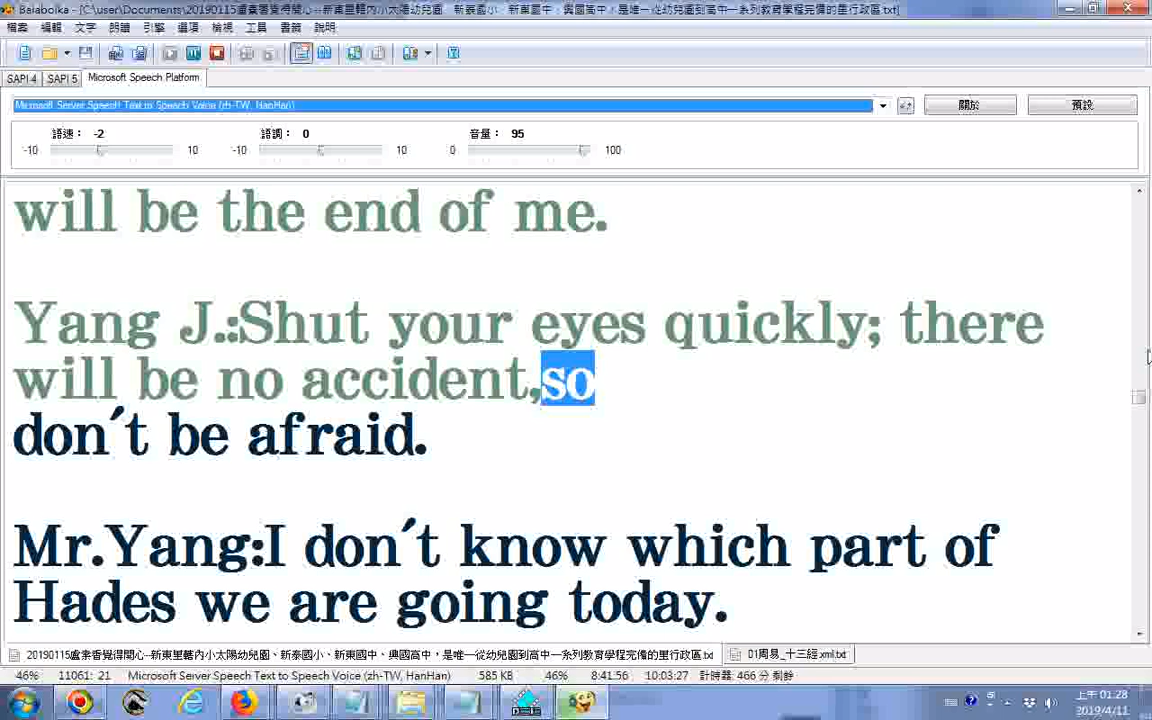 Balabolka - [C:\user\Documents\20190115盧素香覺得開心--新東里轄內小太陽幼兒園、新泰國小、新東國中、興國高中，是唯一從幼兒園到高中一系列教育學程完備的里行政區.txt]
檔案 編輯 文字 朗讀 引擎 選項 檢視 工具 書籤 說明
SAPI 4 SAPI 5 Microsoft Speech Platform
Microsoft Server Speech Text to Speech Voice (zh-TW, HanHan)
關於 預設
語速： -2 語調： 0 音量： 95
-10 10 -10 10 0 100
will be the end of me.
Yang J.:Shut your eyes quickly; there
will be no accident,so
don't be afraid.
Mr.Yang:I don't know which part of
Hades we are going today.
20190115盧素香覺得開心--新東里轄內小太陽幼兒園、新泰國小、新東國中、興國高中，是唯一從幼兒園到高中一系列教育學程完備的里行政區.txt 01周易_十三經.xml.txt
46% 11061: 21 Microsoft Server Speech Text to Speech Voice (zh-TW, HanHan) 585 KB 46% 8:41:56 10:03:27 計時器: 466 分 剩餘
上午 01:28
2019/4/11